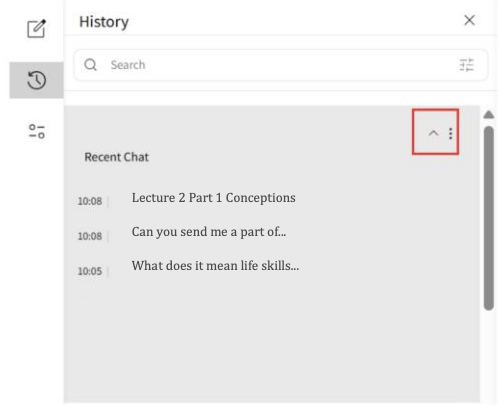 History
Search
Recent Chat
10:08 Lecture 2 Part 1 Conceptions
10:08 Can you send me a part of...
10:05 What does it mean life skills...